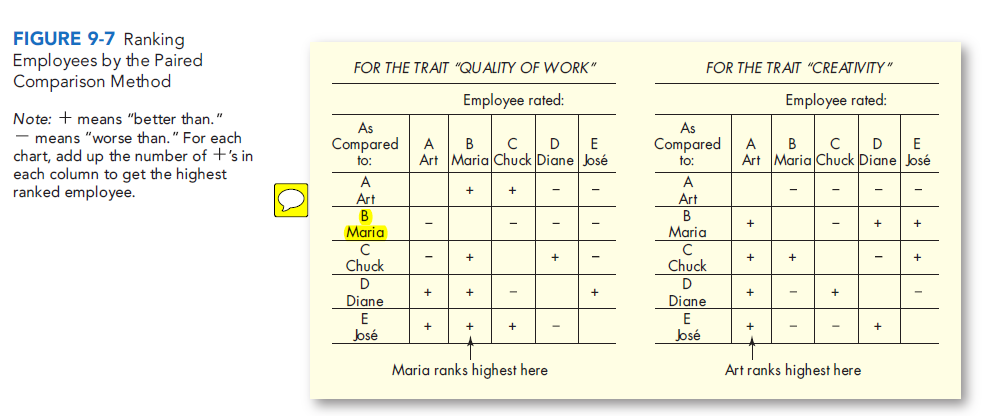 FIGURE 9-7 Ranking
Employees by the Paired
Comparison Method
Note: + means “better than.”
− means “worse than.” For each
chart, add up the number of +’s in
each column to get the highest
ranked employee.
FOR THE TRAIT “QUALITY OF WORK”
Employee rated:
As
Compared
to:
A
Art
B
Maria
C
Chuck
D
Diane
E
José
A
Art
+ + − −
B
Maria
− − − −
C
Chuck
− + + −
D
Diane
+ + − +
E
José
+ + + −
Maria ranks highest here
FOR THE TRAIT “CREATIVITY”
Employee rated:
As
Compared
to:
A
Art
B
Maria
C
Chuck
D
Diane
E
José
A
Art
− − − −
B
Maria
+ − + +
C
Chuck
+ + − +
D
Diane
+ − + −
E
José
+ − − +
Art ranks highest here